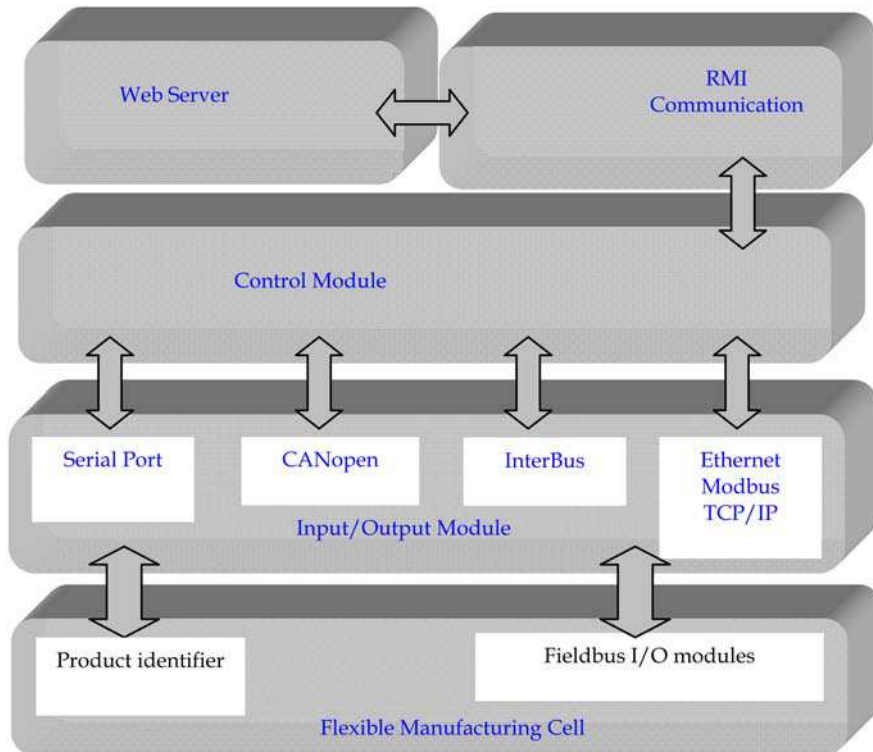 Web Server
RMI
Communication
Control Module
Serial Port
CANopen
InterBus
Ethernet
Modbus
TCP/IP
Input/Output Module
Product identifier
Fieldbus I/O modules
Flexible Manufacturing Cell